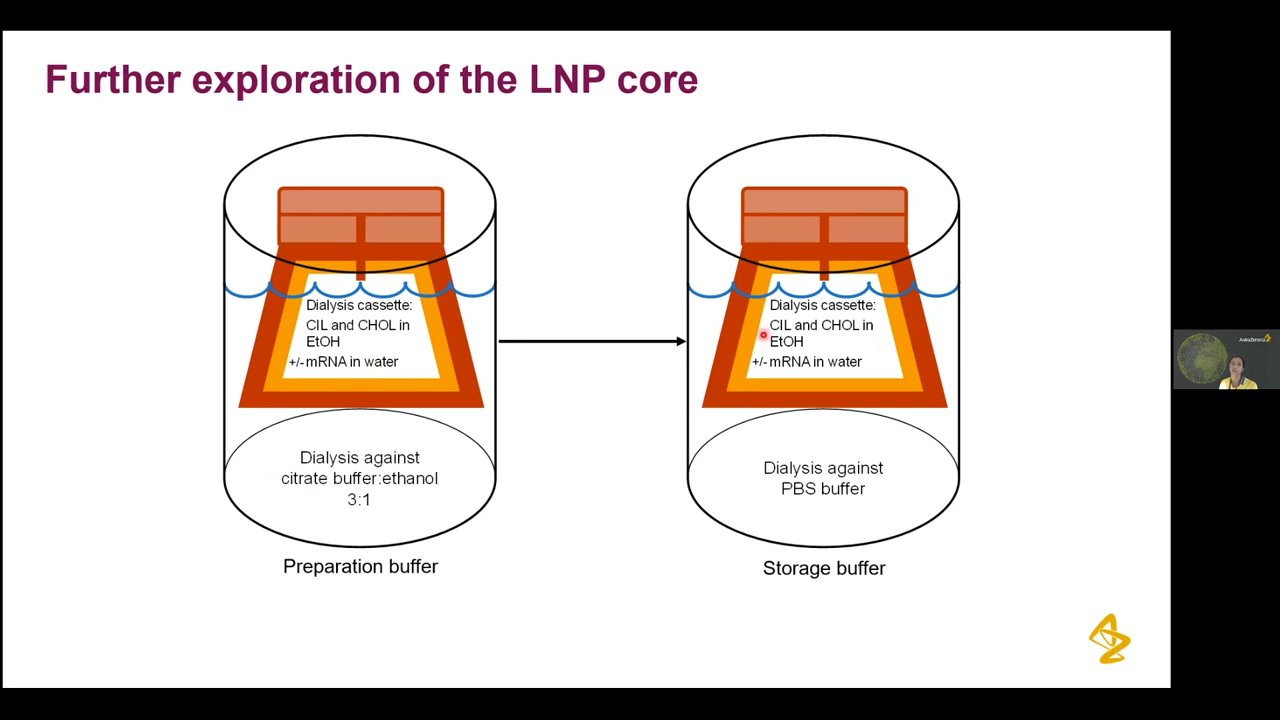 Further exploration of the LNP core
Dialysis cassette:
CIL and CHOL in
EtOH
+/- mRNA in water
Dialysis against
citrate buffer:ethanol
3:1
Preparation buffer
Dialysis cassette:
CIL and CHOL in
EtOH
+/- mRNA in water
Dialysis against
PBS buffer
Storage buffer
AstraZeneca